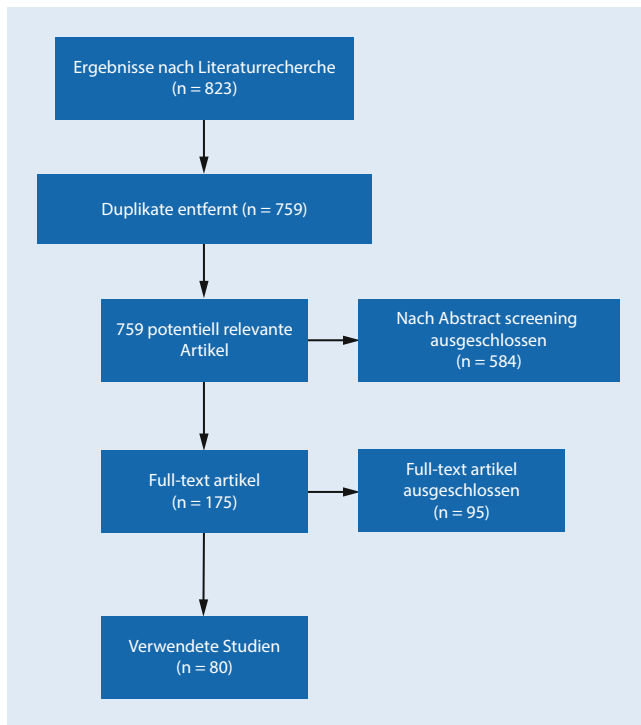 Ergebnisse nach Literaturrecherche
(n = 823)
Duplikate entfernt (n = 759)
759 potentiell relevante
Artikel
Nach Abstract screening
ausgeschlossen
(n = 584)
Full-text artikel
(n = 175)
Full-text artikel
ausgeschlossen
(n = 95)
Verwendete Studien
(n = 80)